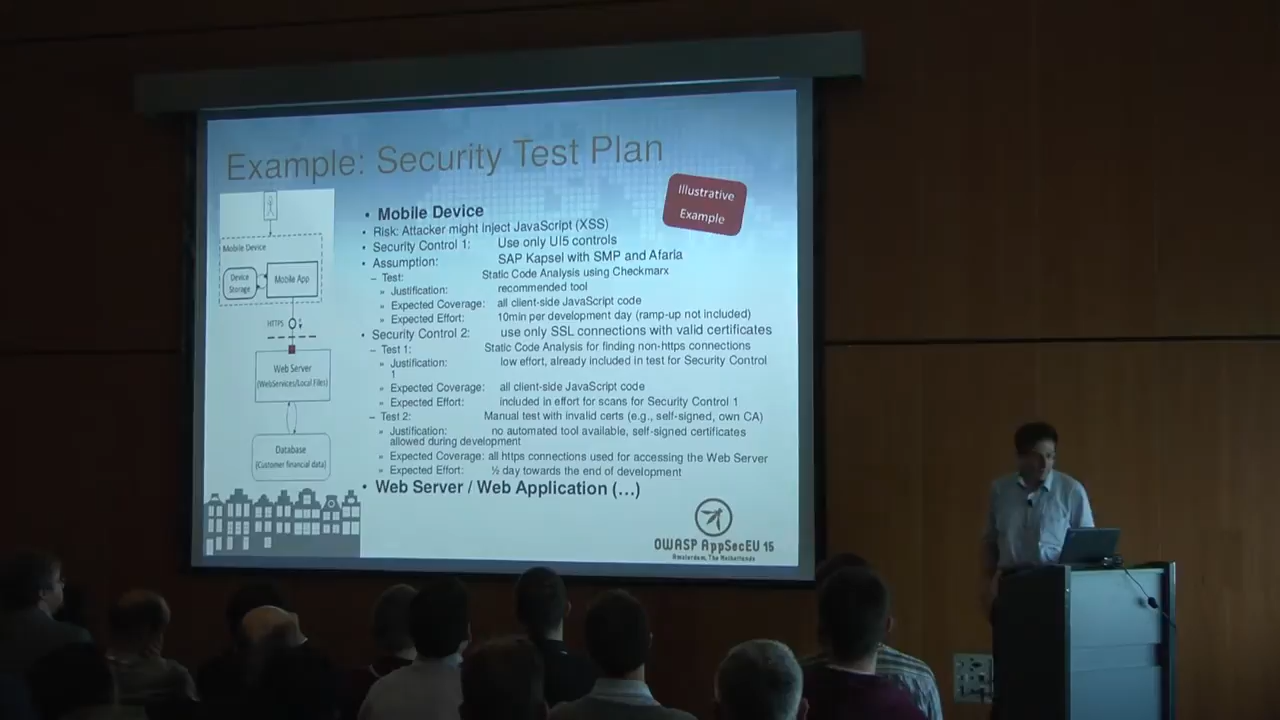 Example: Security Test Plan
Illustrative
Example
Mobile Device
Device
Storage
Mobile App
HTTPS
Web Server
(WebServices/Local Files)
Database
(Customer financial data)
• Mobile Device
• Risk: Attacker might Inject JavaScript (XSS)
• Security Control 1: Use only UI5 controls
• Assumption: SAP Kapsel with SMP and Afaria
– Test: Static Code Analysis using Checkmarx
» Justification: recommended tool
» Expected Coverage: all client-side JavaScript code
» Expected Effort: 10min per development day (ramp-up not included)
• Security Control 2: use only SSL connections with valid certificates
– Test 1: Static Code Analysis for finding non-https connections
» Justification: low effort, already included in test for Security Control
1
» Expected Coverage: all client-side JavaScript code
» Expected Effort: included in effort for scans for Security Control 1
– Test 2: Manual test with invalid certs (e.g., self-signed, own CA)
» Justification: no automated tool available, self-signed certificates
allowed during development
» Expected Coverage: all https connections used for accessing the Web Server
» Expected Effort: ½ day towards the end of development
• Web Server / Web Application (…)
OWASP AppSecEU 15
Amsterdam, The Netherlands